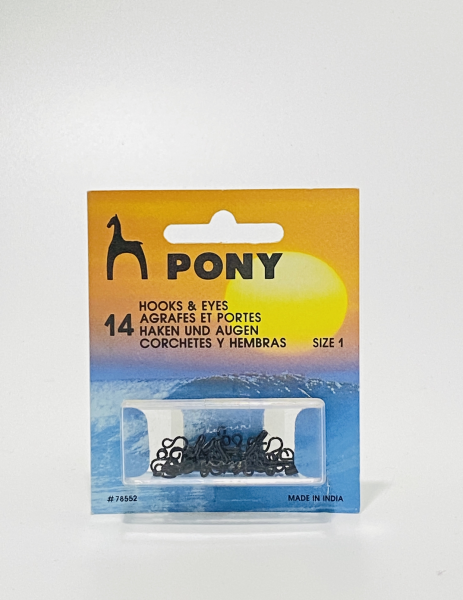 PONY
14
HOOKS & EYES
AGRAFES ET PORTES
HAKEN UND AUGEN
CORCHETES Y HEMBRAS SIZE 1
#78552 MADE IN INDIA